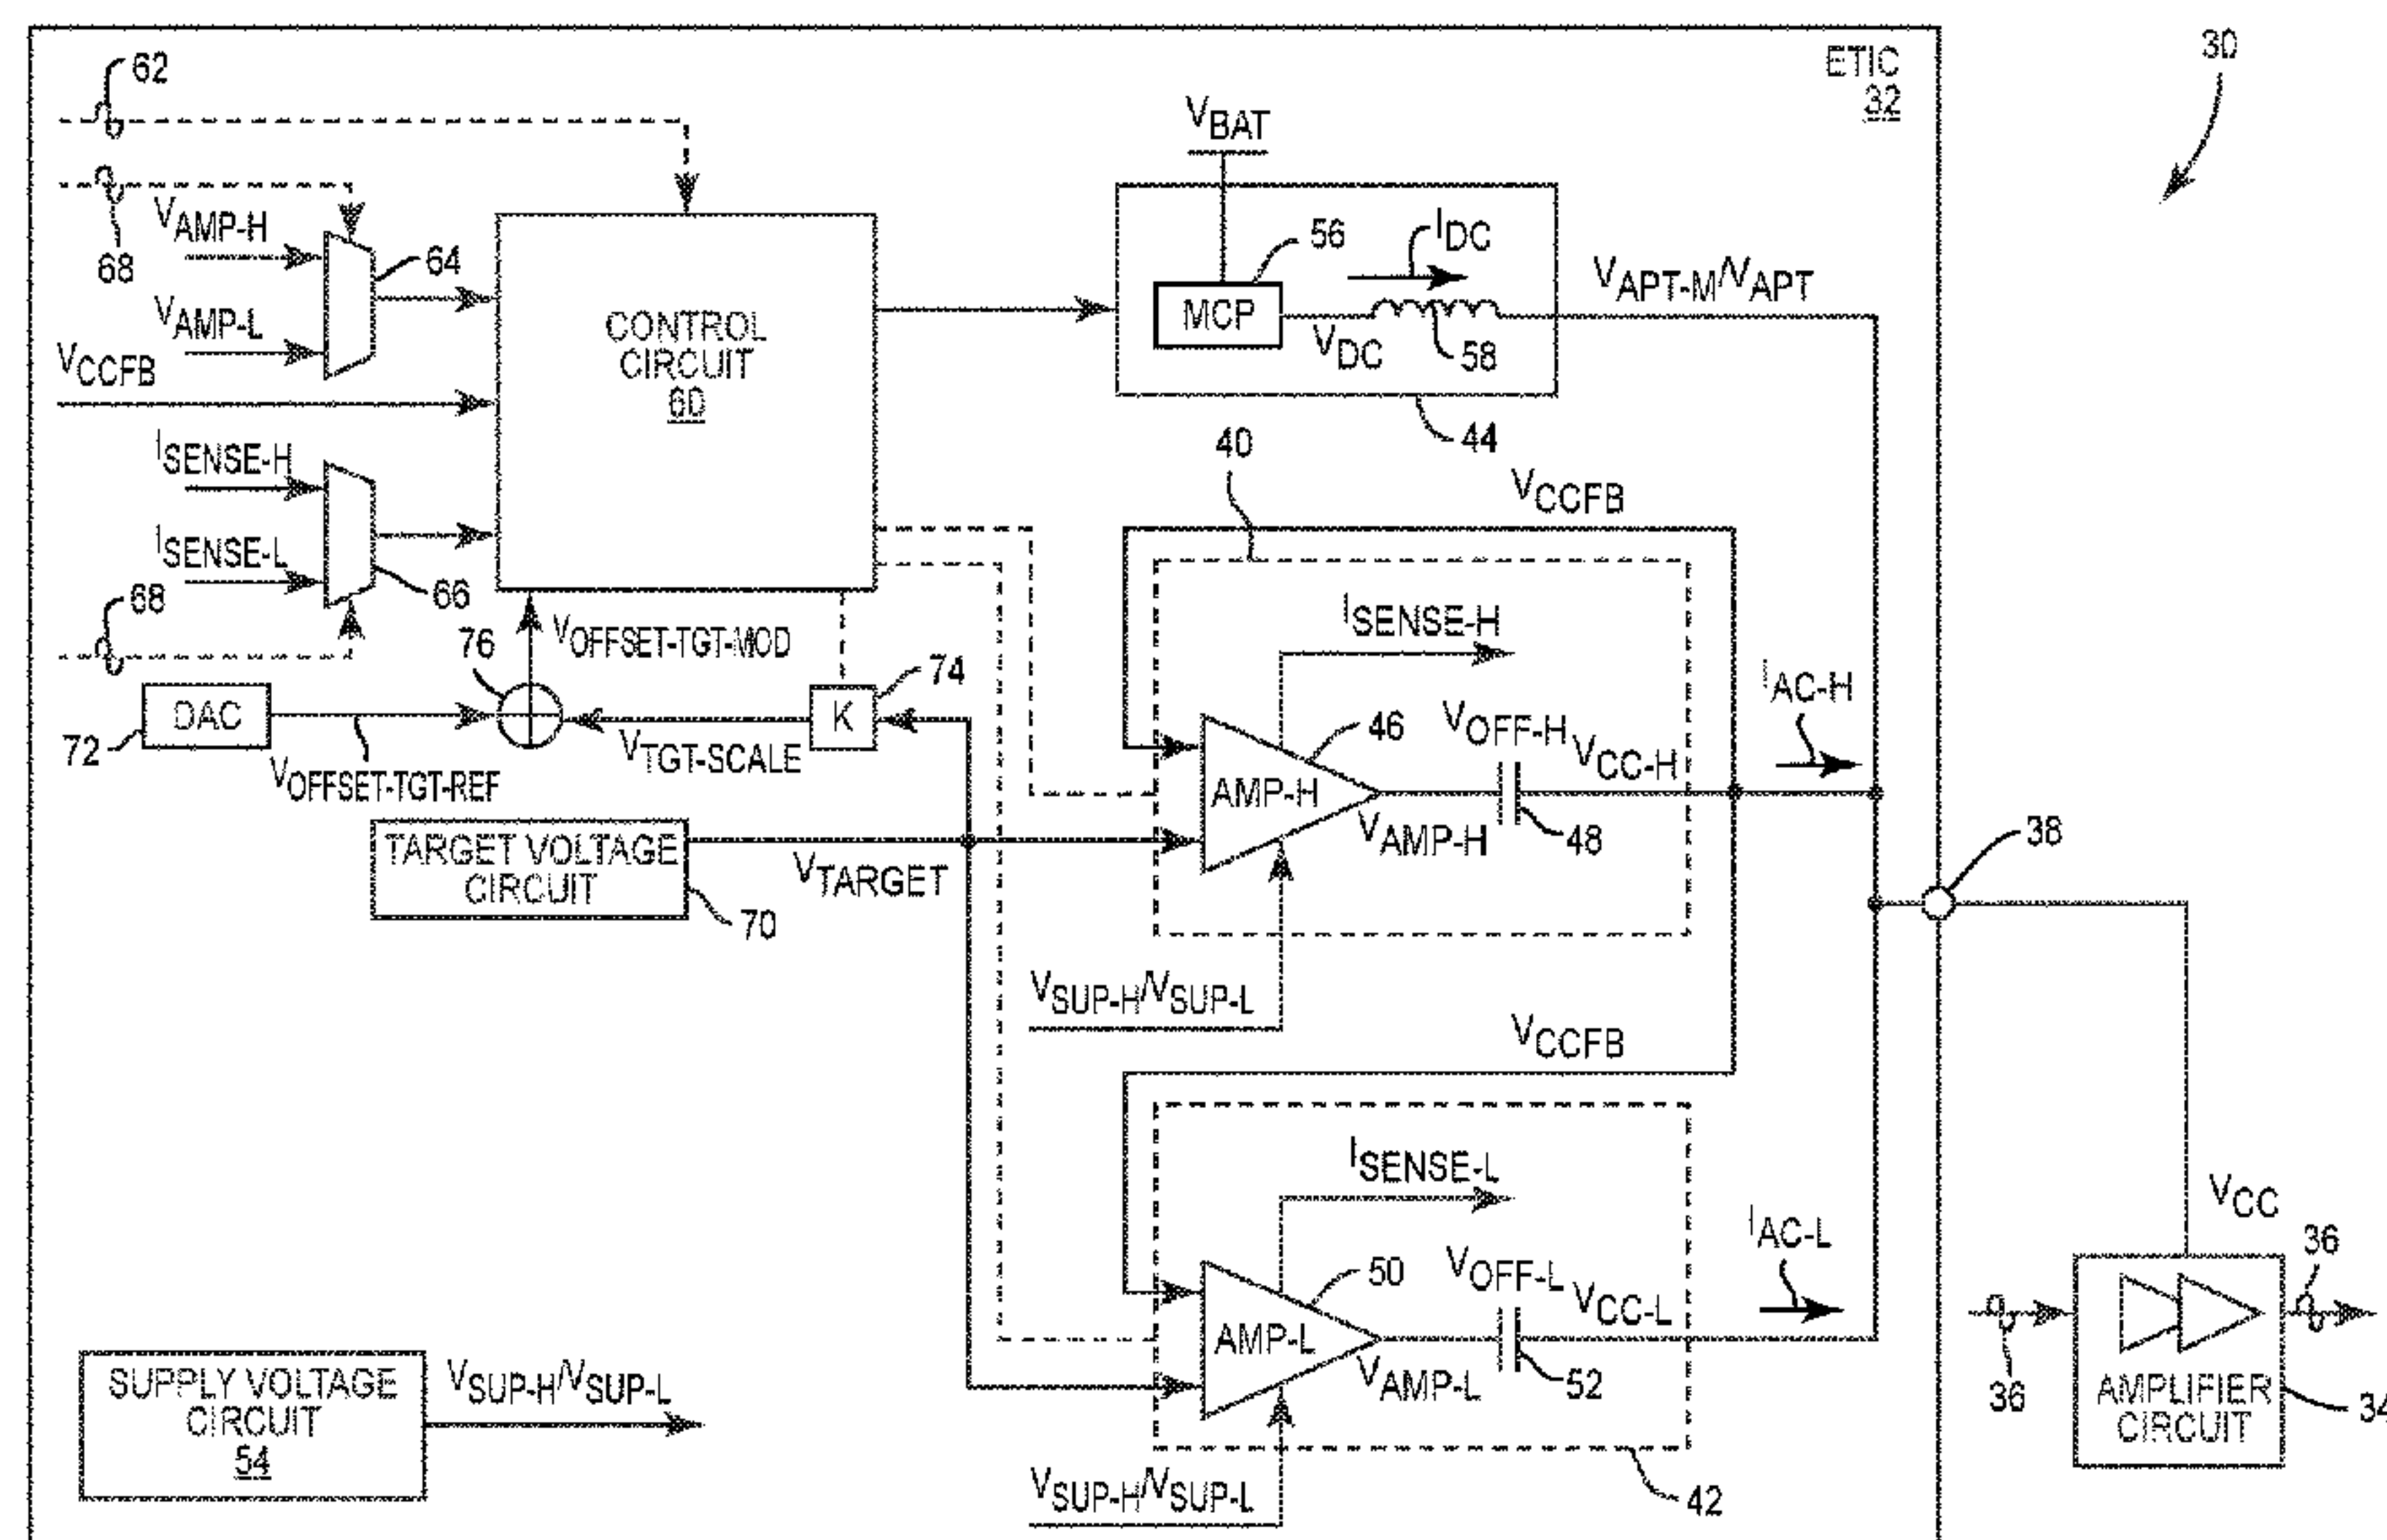 30
ETIC
32
62
68
VAMP-H
64
VAMP-L
VCCFB
CONTROL
CIRCUIT
60
VBAT
56
IDC
MCP
VDC
58
VAPT-M/VAPT
44
ISENSE-H
ISENSE-L
66
68
40
VCCFB
76
VOFFSET-TGT-MOD
74
DAC
72
K
VTGT-SCALE
VOFFSET-TGT-REF
TARGET VOLTAGE
CIRCUIT
70
VTARGET
ISENSE-H
46
AMP-H
VOFF-H
VCC-H
VAMP-H
48
IAC-H
38
VSUP-H/VSUP-L
VCCFB
ISENSE-L
50
AMP-L
VOFF-L
VCC-L
VAMP-L
52
IAC-L
VCC
36
36
AMPLIFIER
CIRCUIT
34
SUPPLY VOLTAGE
CIRCUIT
54
VSUP-H/VSUP-L
VSUP-H/VSUP-L
42